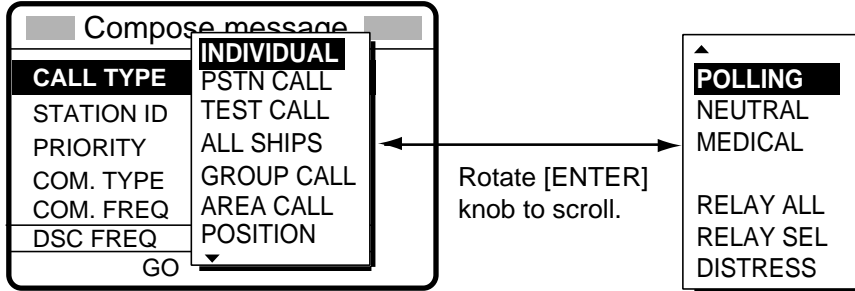 Compose message
CALL TYPE
STATION ID
PRIORITY
COM. TYPE
COM. FREQ
DSC FREQ
GO
INDIVIDUAL
PSTN CALL
TEST CALL
ALL SHIPS
GROUP CALL
AREA CALL
POSITION
Rotate [ENTER]
knob to scroll.
POLLING
NEUTRAL
MEDICAL
RELAY ALL
RELAY SEL
DISTRESS